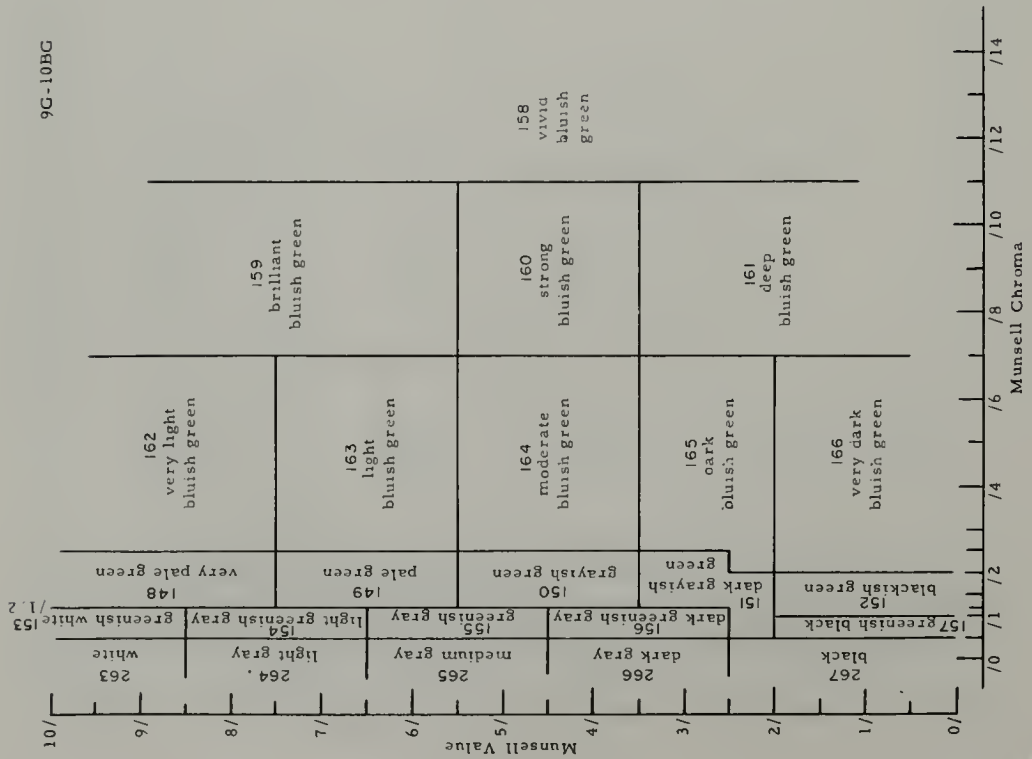 9G-10BG
158
vivid
bluish
green
159
brilliant
bluish green
160
strong
bluish green
161
deep
bluish green
162
very light
bluish green
163
light
bluish green
164
moderate
bluish green
165
oark
oluish green
166
very dark
bluish green
148
very pale green
149
pale green
150
grayish green
151
dark grayish
green
152
blackish green
/1.2
153 greenish white
154
light greenish gray
155
greenish gray
156
dark greenish gray
157
greenish black
263
white
264
light gray
265
medium gray
266
dark gray
267
black
10/
9/
8/
7/
6/
5/
4/
3/
2/
1/
0/
Munsell Value
/0
/1
/2
/4
/6
/8
/10
/12
/14
Munsell Chroma